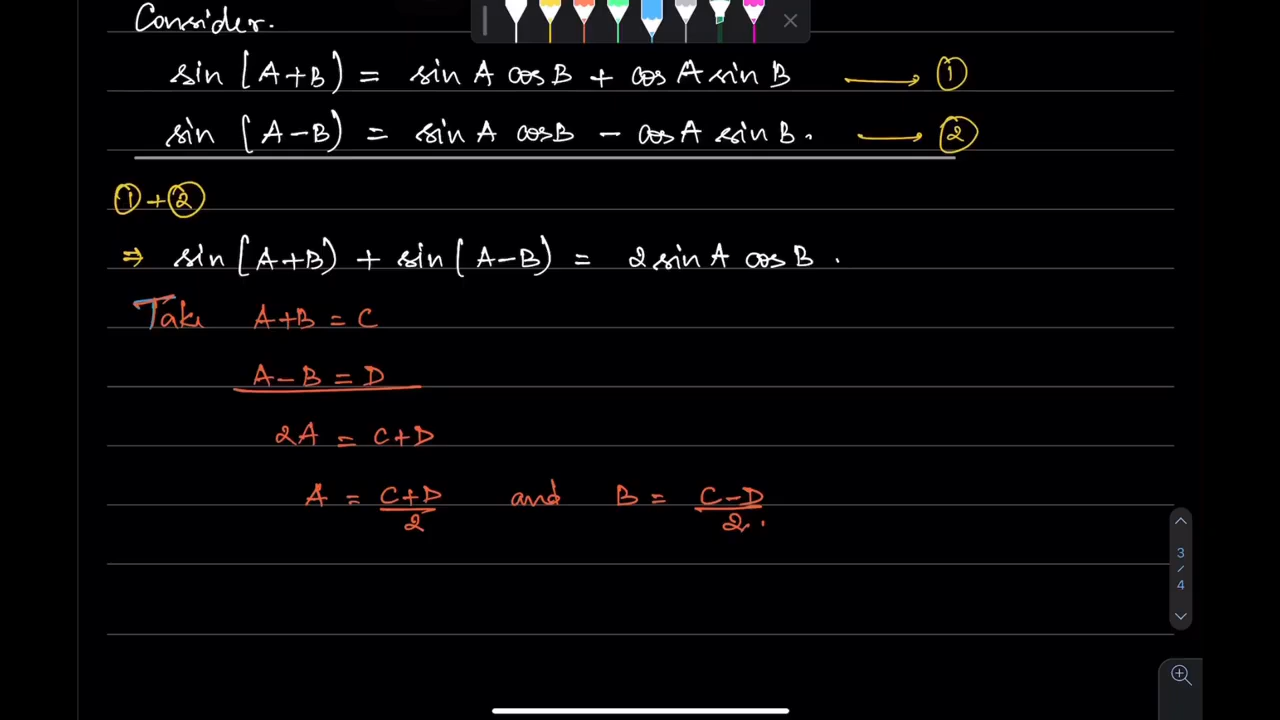 Consider.
sin [A+B) = sin A cos B + cos A sin B → ①
sin [A-B) = sin A cos B - cos A sin B. → ②
① + ②
⇒ sin [A+B) + sin [A-B) = 2 sin A cos B .
Take A+B = C
A-B = D
2A = C+D
A = C+D/2 and B = C-D/2.
3
/
4